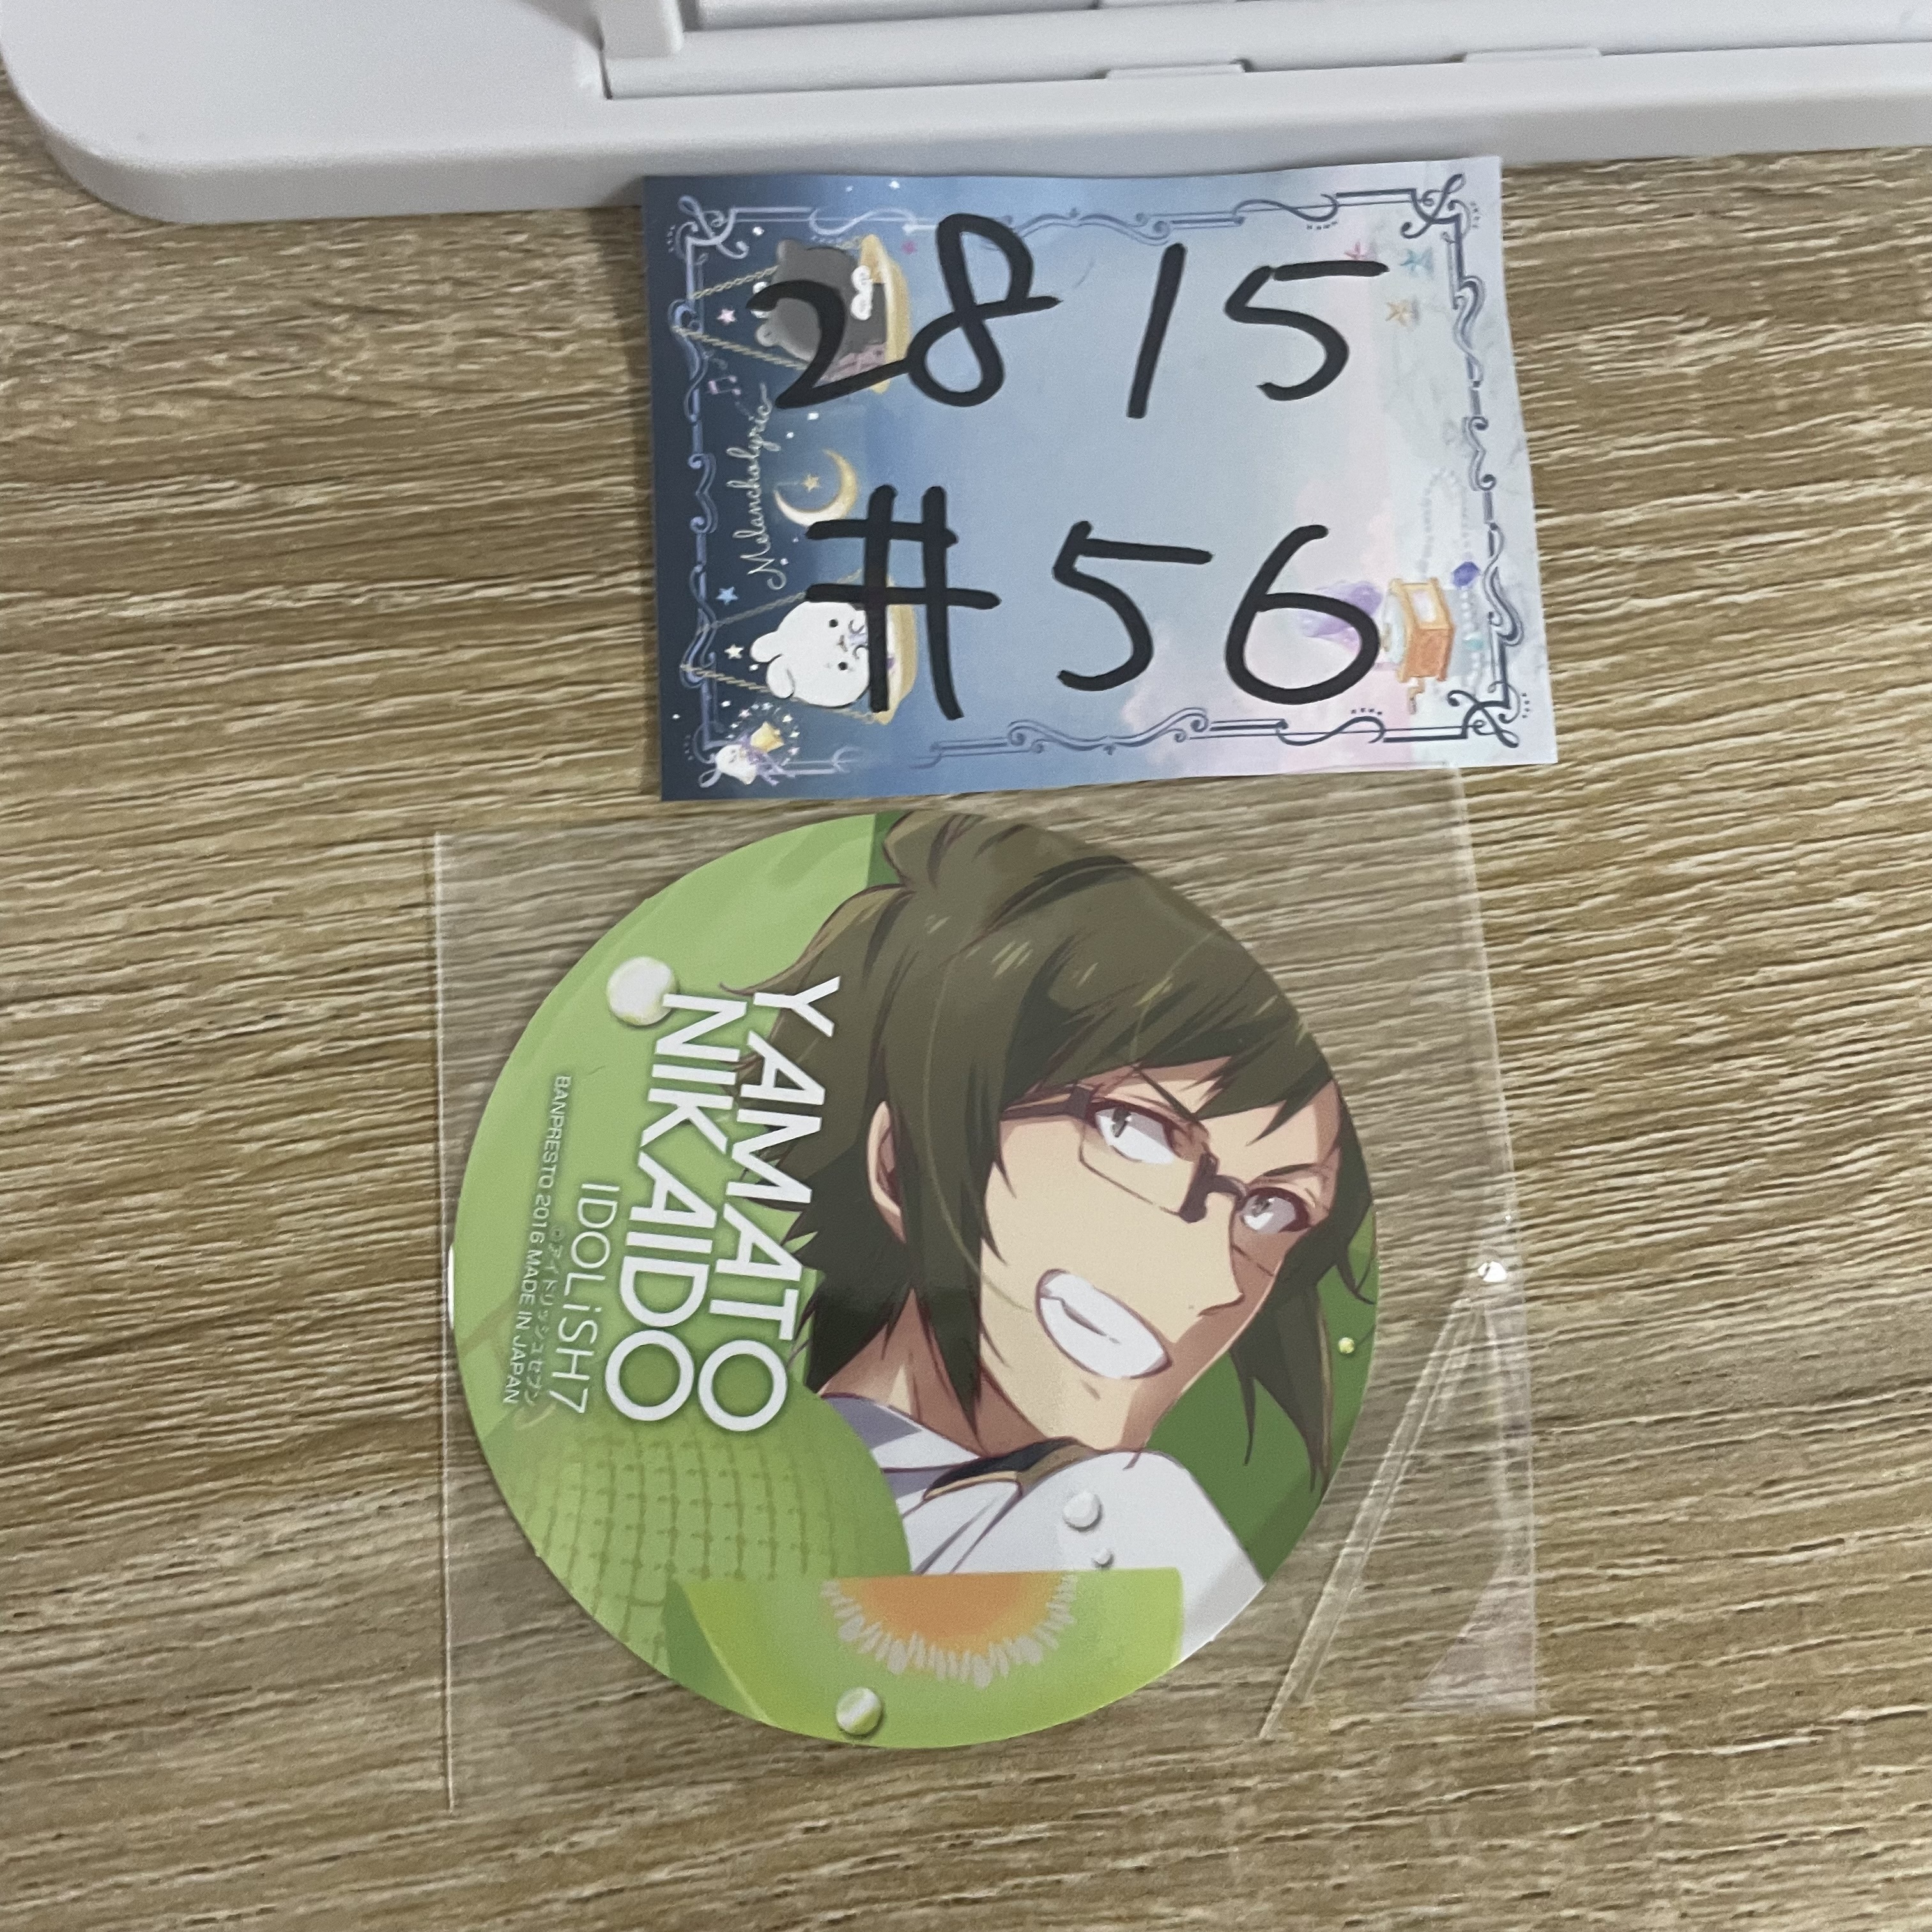 2815
#56
Melancholyric
YAMATO
NIKAIDO
IDOLiSH7
©アイドリッシュセブン
BANPRESTO 2016 MADE IN JAPAN